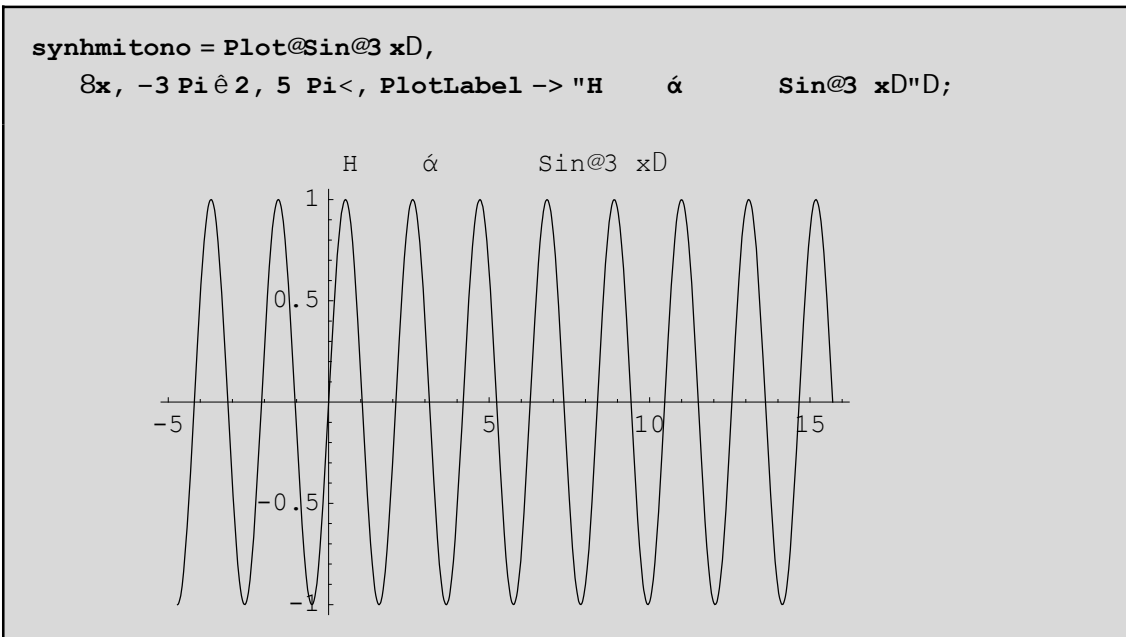 synhmitono = Plot@Sin@3 xD,
8x, −3 Pi ê 2, 5 Pi<, PlotLabel −> "H ά Sin@3 xD"D;
H ά Sin@3 xD
1
0.5
-5 5 10 15
-0.5
-1